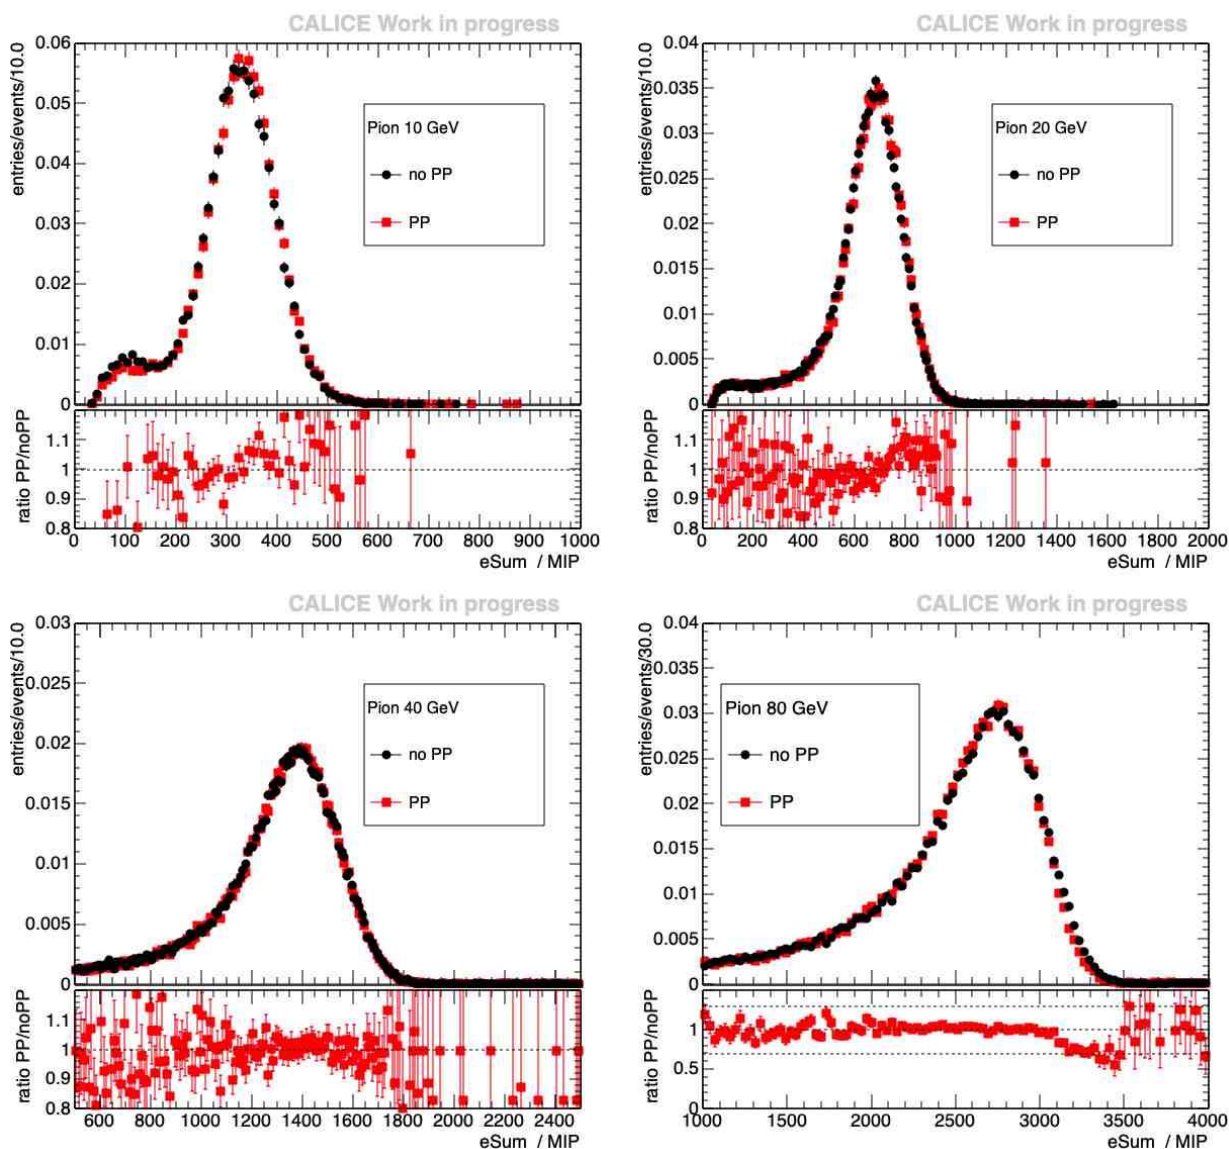 CALICE Work in progress
entries/events/10.0
0.06
0.05
0.04
0.03
0.02
0.01
0
Pion 10 GeV
no PP
PP
ratio PP/noPP
1.1
1
0.9
0.8
0 100 200 300 400 500 600 700 800 900 1000
eSum / MIP
CALICE Work in progress
entries/events/10.0
0.04
0.035
0.03
0.025
0.02
0.015
0.01
0.005
0
Pion 20 GeV
no PP
PP
ratio PP/noPP
1.1
1
0.9
0.8
0 200 400 600 800 1000 1200 1400 1600 1800 2000
eSum / MIP
CALICE Work in progress
entries/events/10.0
0.03
0.025
0.02
0.015
0.01
0.005
0
Pion 40 GeV
no PP
PP
ratio PP/noPP
1.1
1
0.9
0.8
600 800 1000 1200 1400 1600 1800 2000 2200 2400
eSum / MIP
CALICE Work in progress
entries/events/30.0
0.04
0.035
0.03
0.025
0.02
0.015
0.01
0.005
0
Pion 80 GeV
no PP
PP
ratio PP/noPP
1
0.5
0
1000 1500 2000 2500 3000 3500 4000
eSum / MIP